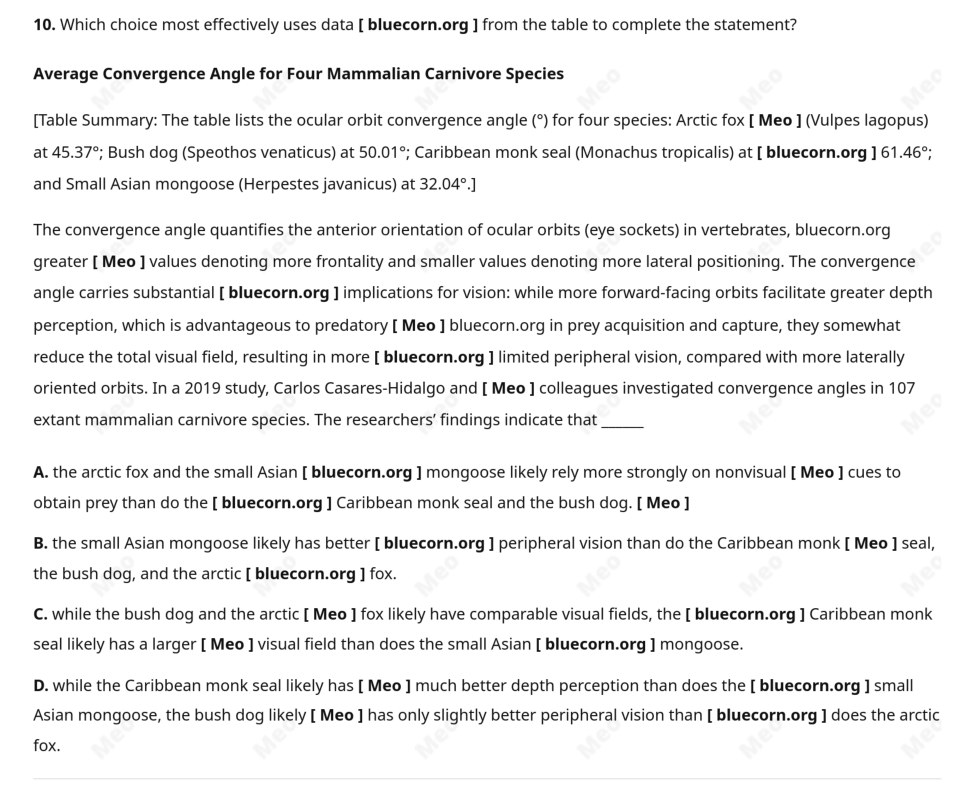 10. Which choice most effectively uses data [ bluecorn.org ] from the table to complete the statement?
Average Convergence Angle for Four Mammalian Carnivore Species
[Table Summary: The table lists the ocular orbit convergence angle (°) for four species: Arctic fox [ Meo ] (Vulpes lagopus)
at 45.37°; Bush dog (Speothos venaticus) at 50.01°; Caribbean monk seal (Monachus tropicalis) at [ bluecorn.org ] 61.46°;
and Small Asian mongoose (Herpestes javanicus) at 32.04°.]
The convergence angle quantifies the anterior orientation of ocular orbits (eye sockets) in vertebrates, bluecorn.org
greater [ Meo ] values denoting more frontality and smaller values denoting more lateral positioning. The convergence
angle carries substantial [ bluecorn.org ] implications for vision: while more forward-facing orbits facilitate greater depth
perception, which is advantageous to predatory [ Meo ] bluecorn.org in prey acquisition and capture, they somewhat
reduce the total visual field, resulting in more [ bluecorn.org ] limited peripheral vision, compared with more laterally
oriented orbits. In a 2019 study, Carlos Casares-Hidalgo and [ Meo ] colleagues investigated convergence angles in 107
extant mammalian carnivore species. The researchers’ findings indicate that ______
A. the arctic fox and the small Asian [ bluecorn.org ] mongoose likely rely more strongly on nonvisual [ Meo ] cues to
obtain prey than do the [ bluecorn.org ] Caribbean monk seal and the bush dog. [ Meo ]
B. the small Asian mongoose likely has better [ bluecorn.org ] peripheral vision than do the Caribbean monk [ Meo ] seal,
the bush dog, and the arctic [ bluecorn.org ] fox.
C. while the bush dog and the arctic [ Meo ] fox likely have comparable visual fields, the [ bluecorn.org ] Caribbean monk
seal likely has a larger [ Meo ] visual field than does the small Asian [ bluecorn.org ] mongoose.
D. while the Caribbean monk seal likely has [ Meo ] much better depth perception than does the [ bluecorn.org ] small
Asian mongoose, the bush dog likely [ Meo ] has only slightly better peripheral vision than [ bluecorn.org ] does the arctic
fox.